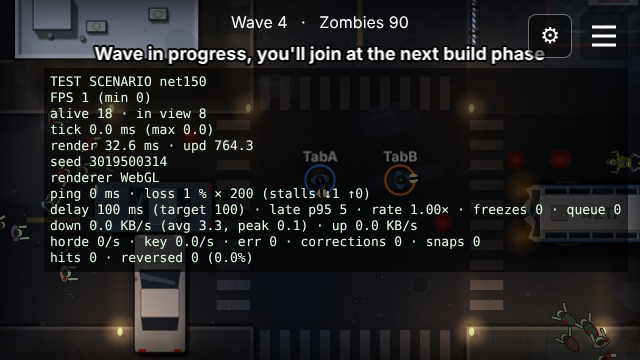 Wave 4 · Zombies 90
Wave in progress, you'll join at the next build phase
TEST SCENARIO net150
FPS 1 (min 0)
alive 18 · in view 8
tick 0.0 ms (max 0.0)
render 32.6 ms · upd 764.3
seed 3019500314
renderer WebGL
TabA TabB
ping 0 ms · loss 1 % × 200 (stalls ↓1 ↑0)
delay 100 ms (target 100) · late p95 5 · rate 1.00× · freezes 0 · queue 0
down 0.0 KB/s (avg 3.3, peak 0.1) · up 0.0 KB/s
horde 0/s · key 0.0/s · err 0 · corrections 0 · snaps 0
hits 0 · reversed 0 (0.0%)